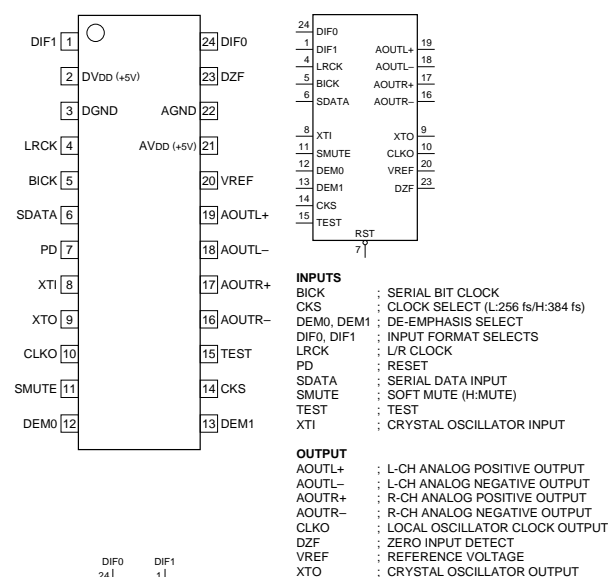 DIF1 1 24 DIF0
2 DVDD (+5V) 23 DZF
3 DGND AGND 22
LRCK 4 AVDD (+5V) 21
BICK 5 20 VREF
SDATA 6 19 AOUTL+
PD 7 18 AOUTL–
XTI 8 17 AOUTR+
XTO 9 16 AOUTR–
CLKO 10 15 TEST
SMUTE 11 14 CKS
DEM0 12 13 DEM1
24 DIF0
1 DIF1 AOUTL+ 19
4 LRCK AOUTL– 18
5 BICK AOUTR+ 17
6 SDATA AOUTR– 16
8 XTI XTO 9
11 SMUTE CLKO 10
12 DEM0 VREF 20
13 DEM1 DZF 23
14 CKS
15 TEST
RST
7
INPUTS
BICK ; SERIAL BIT CLOCK
CKS ; CLOCK SELECT (L:256 fs/H:384 fs)
DEM0, DEM1 ; DE-EMPHASIS SELECT
DIF0, DIF1 ; INPUT FORMAT SELECTS
LRCK ; L/R CLOCK
PD ; RESET
SDATA ; SERIAL DATA INPUT
SMUTE ; SOFT MUTE (H:MUTE)
TEST ; TEST
XTI ; CRYSTAL OSCILLATOR INPUT
OUTPUT
AOUTL+ ; L-CH ANALOG POSITIVE OUTPUT
AOUTL– ; L-CH ANALOG NEGATIVE OUTPUT
AOUTR+ ; R-CH ANALOG POSITIVE OUTPUT
AOUTR– ; R-CH ANALOG NEGATIVE OUTPUT
CLKO ; LOCAL OSCILLATOR CLOCK OUTPUT
DZF ; ZERO INPUT DETECT
VREF ; REFERENCE VOLTAGE
XTO ; CRYSTAL OSCILLATOR OUTPUT
DIF0 DIF1
24 1